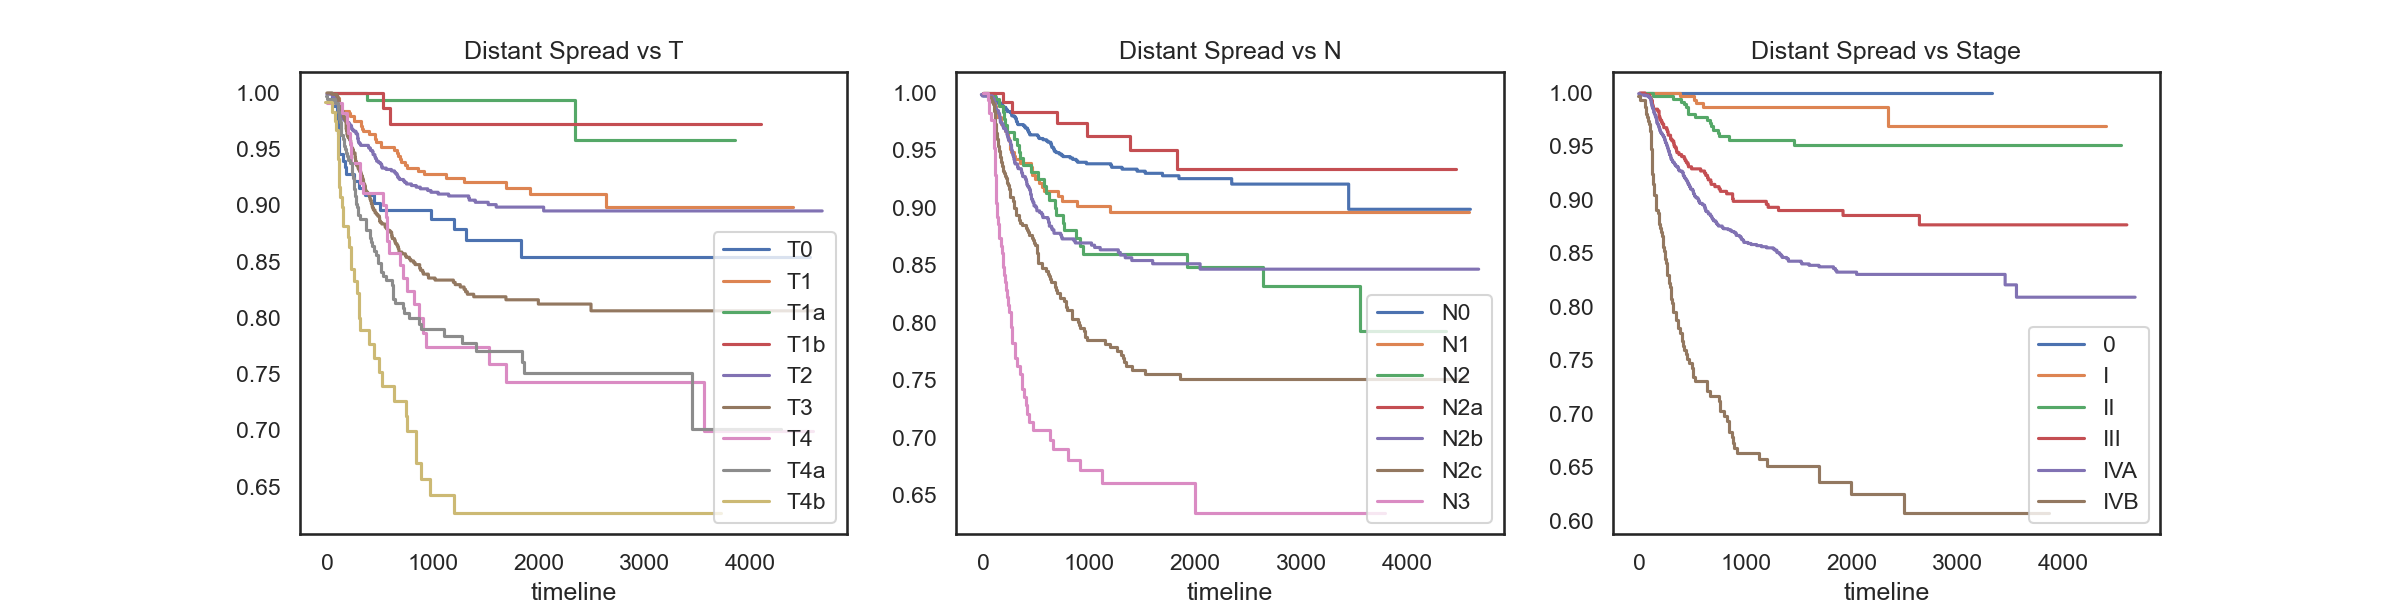 Distant Spread vs T
1.00
0.95
0.90
0.85
0.80
0.75
0.70
0.65
T0
T1
T1a
T1b
T2
T3
T4
T4a
T4b
0 1000 2000 3000 4000
timeline
Distant Spread vs N
1.00
0.95
0.90
0.85
0.80
0.75
0.70
0.65
N0
N1
N2
N2a
N2b
N2c
N3
0 1000 2000 3000 4000
timeline
Distant Spread vs Stage
1.00
0.95
0.90
0.85
0.80
0.75
0.70
0.65
0.60
0
I
II
III
IVA
IVB
0 1000 2000 3000 4000
timeline